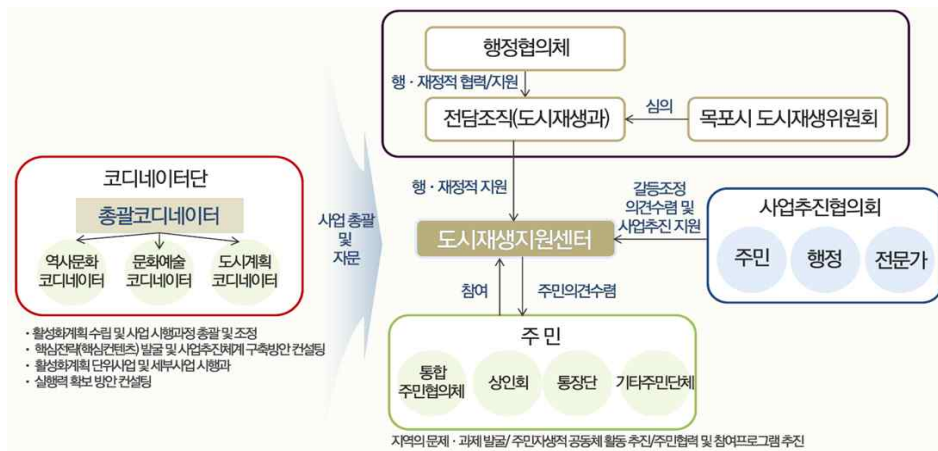 행정협의체
행·재정적 협력/지원
전담조직(도시재생과)
심의
목포시 도시재생위원회
코디네이터단
총괄코디네이터
역사문화
코디네이터
문화예술
코디네이터
도시계획
코디네이터
· 활성화계획 수립 및 사업 시행과정 총괄 및 조정
· 핵심전략(핵심컨텐츠) 발굴 및 사업추진체계 구축방안 컨설팅
· 활성화계획 단위사업 및 세부사업 시행과
· 실행력 확보 방안 컨설팅
사업 총괄
및
자문
행·재정적 지원
도시재생지원센터
갈등조정
의견수렴 및
사업추진 지원
사업추진협의회
주민
행정
전문가
참여
주민의견수렴
주 민
통합
주민협의체
상인회
통장단
기타주민단체
지역의 문제·과제 발굴/ 주민자생적 공동체 활동 추진/주민협력 및 참여프로그램 추진